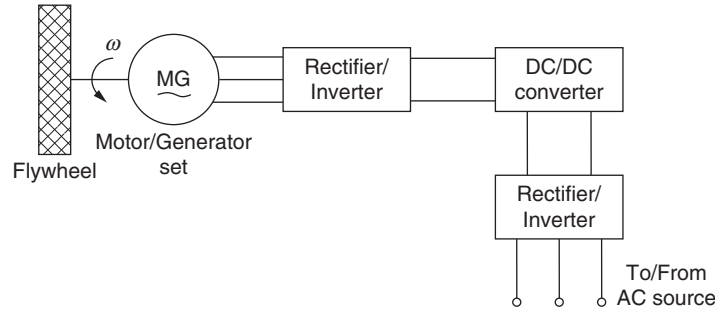 Flywheel
ω
MG
Motor/Generator
set
Rectifier/
Inverter
DC/DC
converter
Rectifier/
Inverter
To/From
AC source